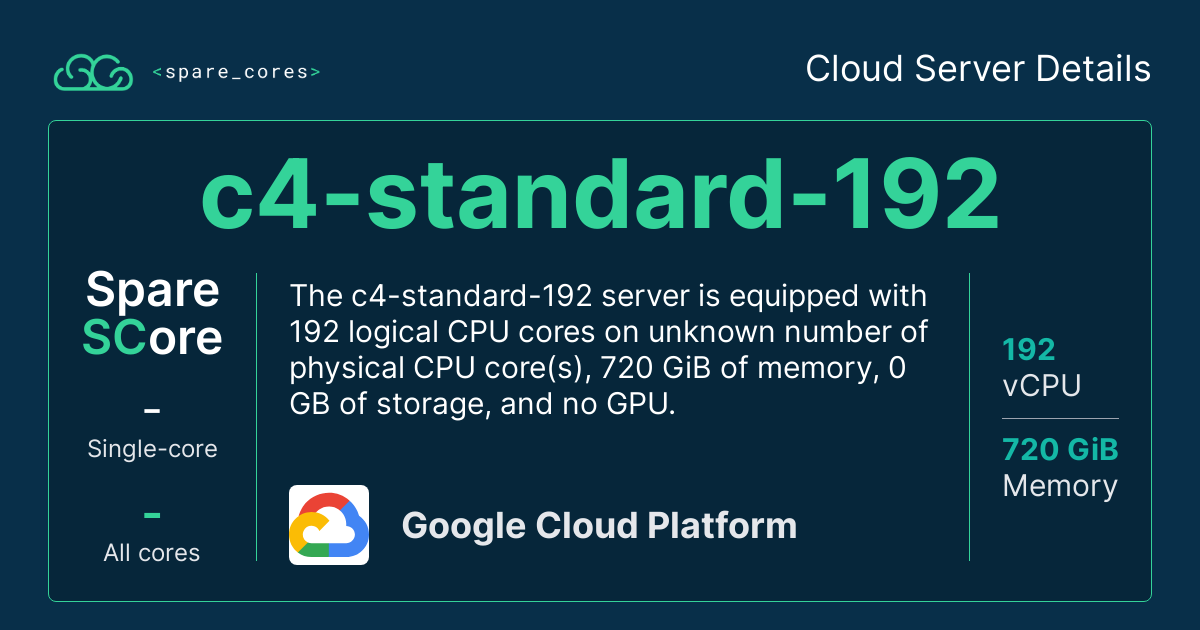 <spare_cores>
Cloud Server Details
c4-standard-192
Spare
SCore
–
Single-core
–
All cores
The c4-standard-192 server is equipped with
192 logical CPU cores on unknown number of
physical CPU core(s), 720 GiB of memory, 0
GB of storage, and no GPU.
Google Cloud Platform
192
vCPU
720 GiB
Memory